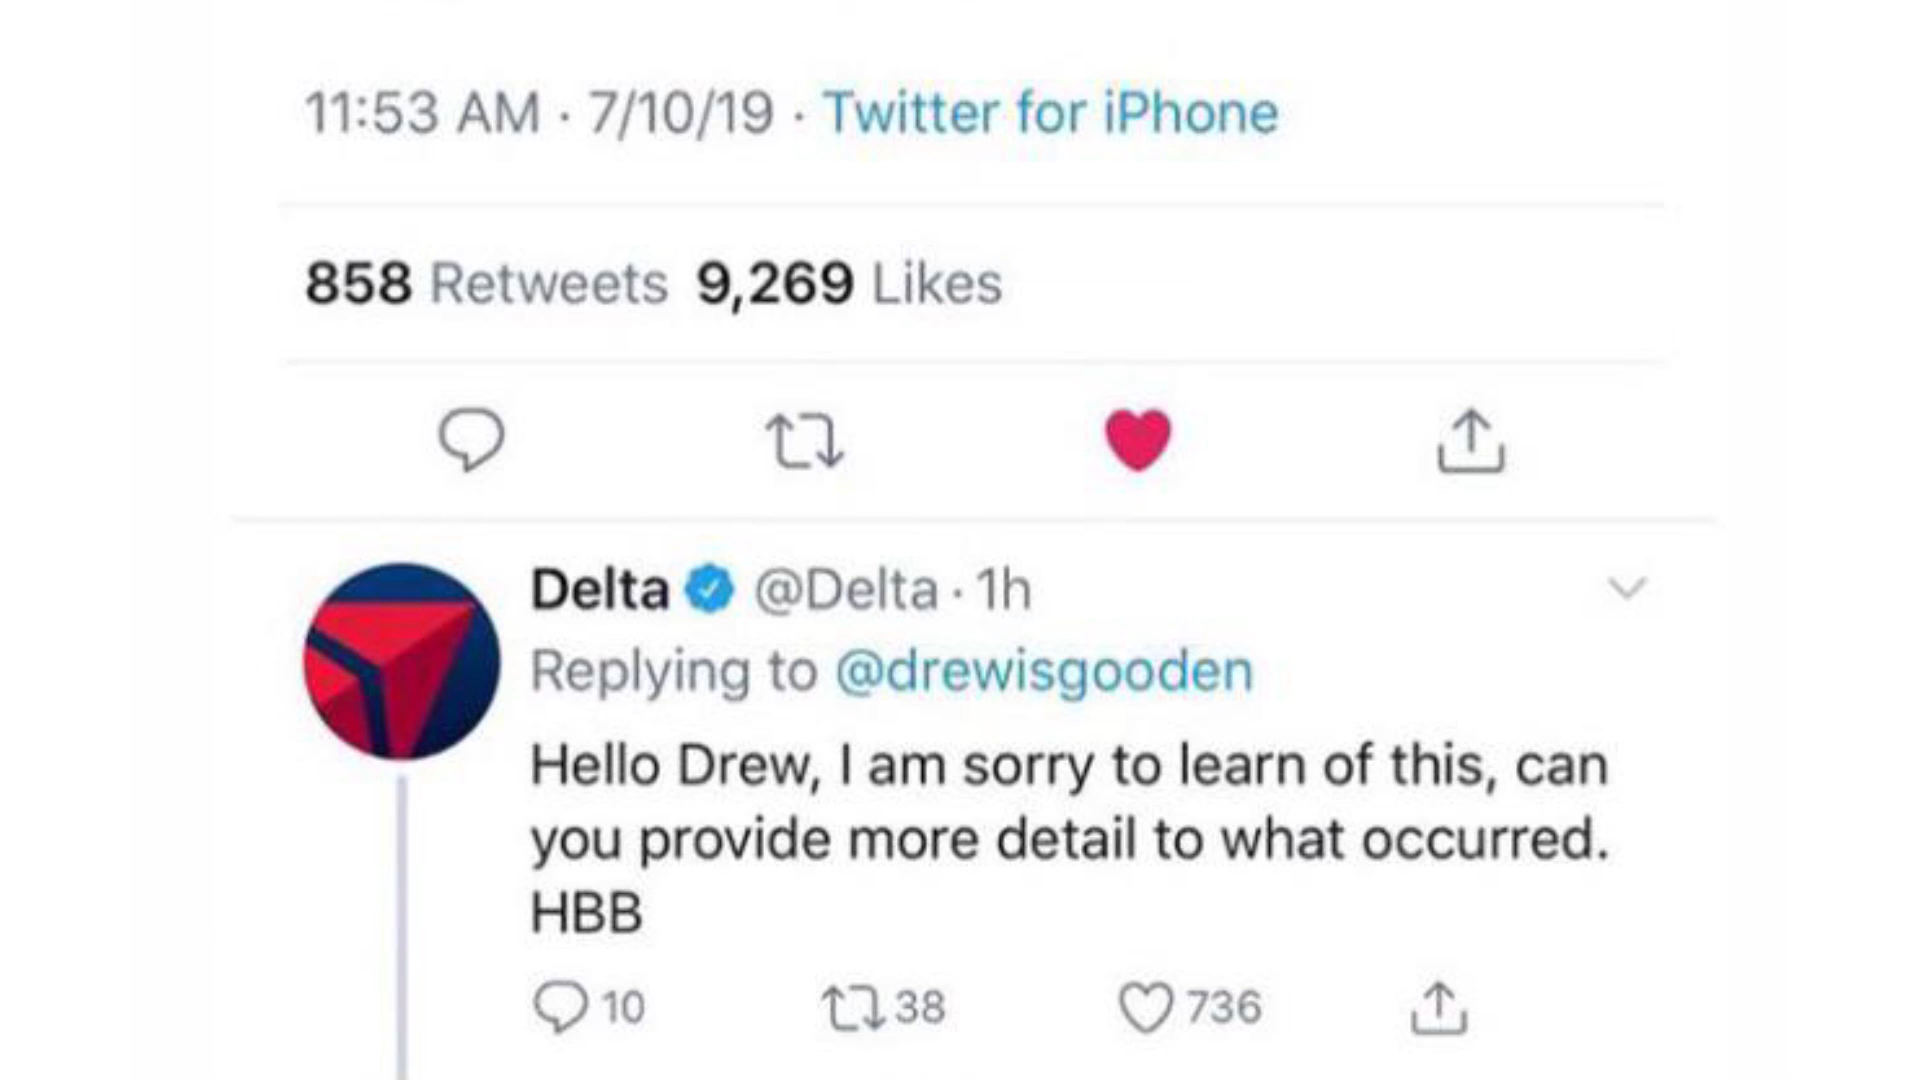 11:53 AM · 7/10/19 · Twitter for iPhone
858 Retweets 9,269 Likes
Delta @Delta · 1h
Replying to @drewisgooden
Hello Drew, I am sorry to learn of this, can
you provide more detail to what occurred.
HBB
10 38 736